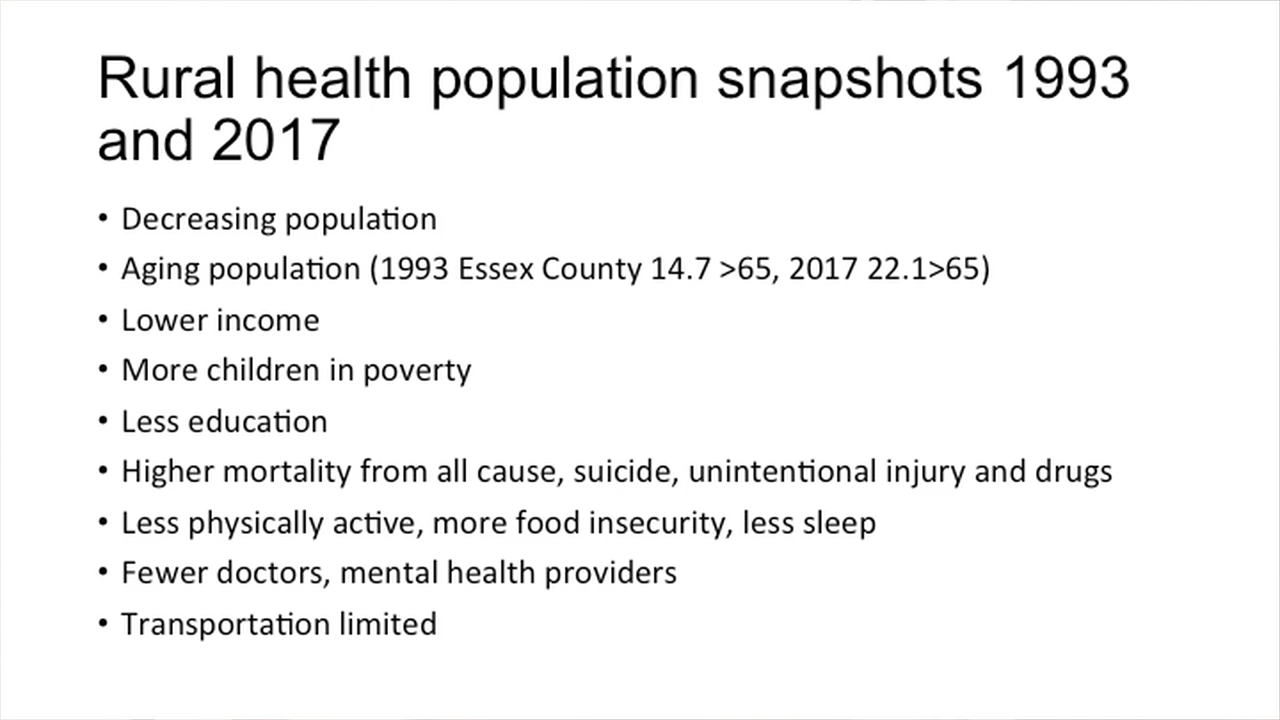 Rural health population snapshots 1993
and 2017
• Decreasing population
• Aging population (1993 Essex County 14.7 >65, 2017 22.1>65)
• Lower income
• More children in poverty
• Less education
• Higher mortality from all cause, suicide, unintentional injury and drugs
• Less physically active, more food insecurity, less sleep
• Fewer doctors, mental health providers
• Transportation limited